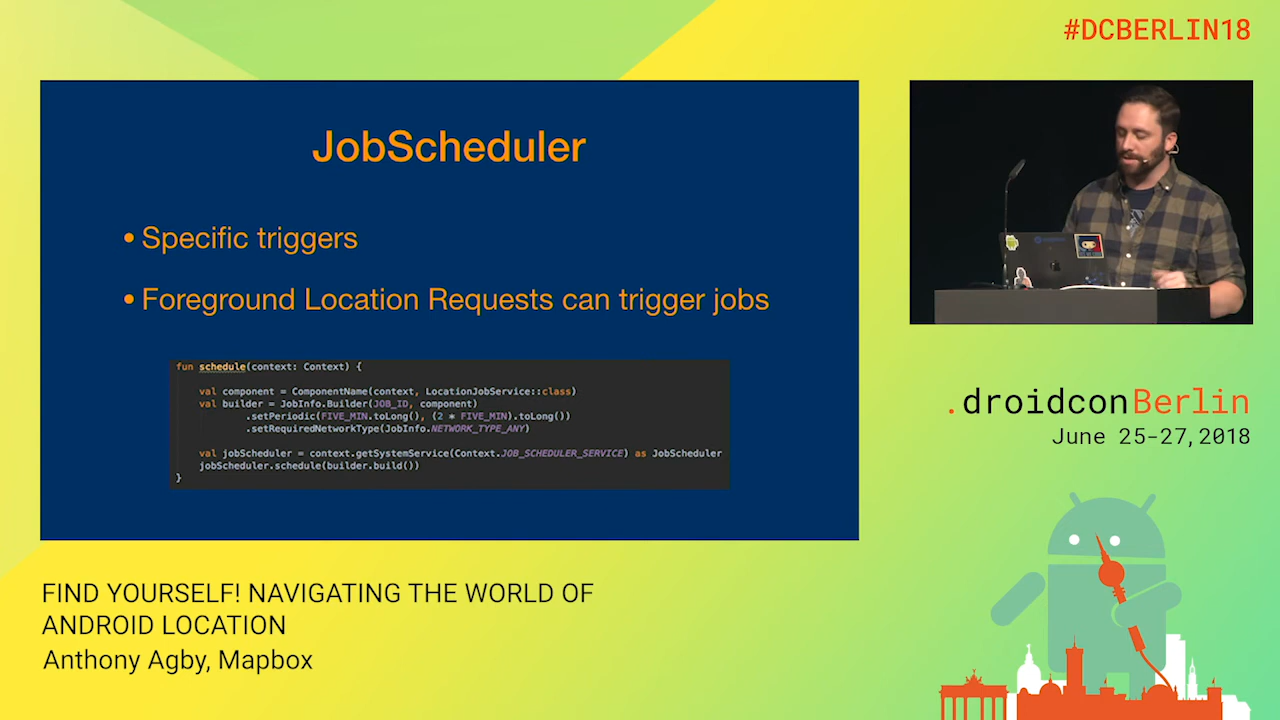 #DCBERLIN18
JobScheduler
• Specific triggers
• Foreground Location Requests can trigger jobs
fun schedule(context: Context) {
val component = ComponentName(context, LocationJobService::class)
val builder = JobInfo.Builder(JOB_ID, component)
.setPeriodic(FIVE_MIN.toLong(), (2 * FIVE_MIN).toLong())
.setRequiredNetworkType(JobInfo.NETWORK_TYPE_ANY)
val jobScheduler = context.getSystemService(Context.JOB_SCHEDULER_SERVICE) as JobScheduler
jobScheduler.schedule(builder.build())
}
.droidconBerlin
June 25-27, 2018
FIND YOURSELF! NAVIGATING THE WORLD OF
ANDROID LOCATION
Anthony Agby, Mapbox